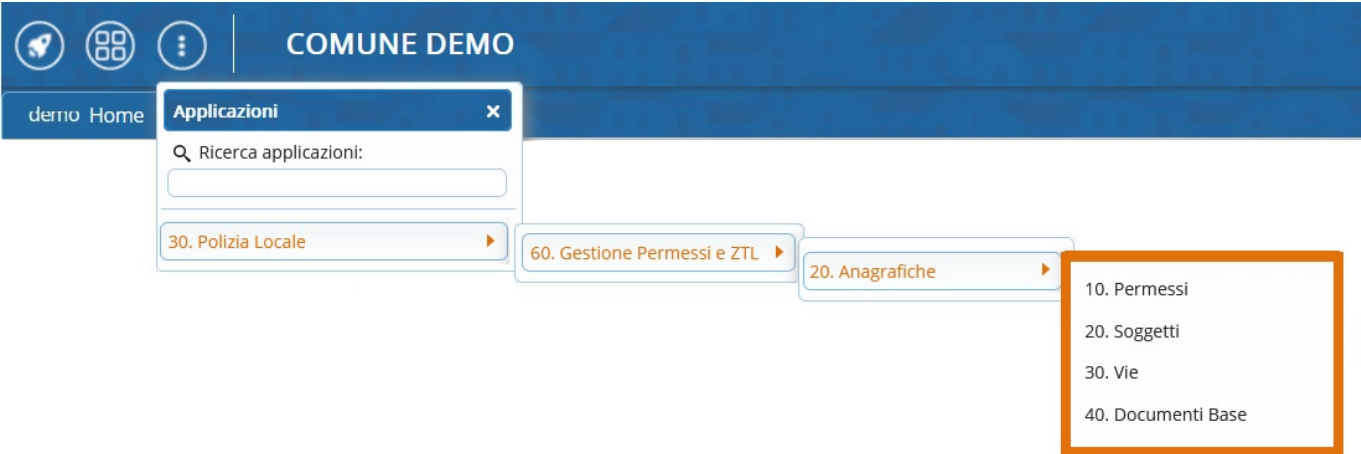 COMUNE DEMO
demo Home
Applicazioni
Ricerca applicazioni:
30. Polizia Locale
60. Gestione Permessi e ZTL
20. Anagrafiche
10. Permessi
20. Soggetti
30. Vie
40. Documenti Base